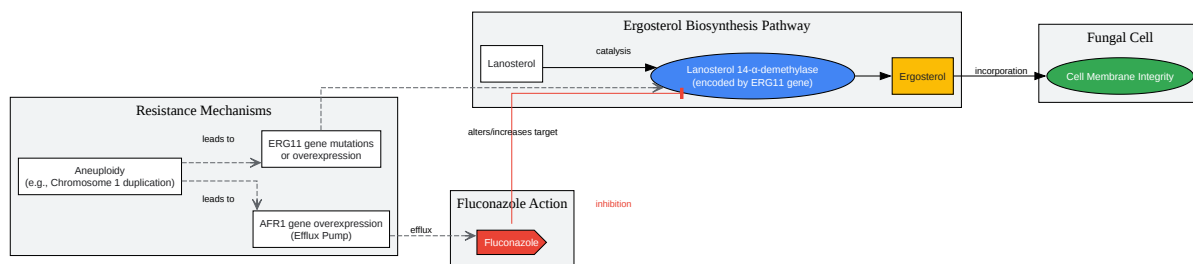 Ergosterol Biosynthesis Pathway
Lanosterol
catalysis
Lanosterol 14-α-demethylase
(encoded by ERG11 gene)
Ergosterol
incorporation
Fungal Cell
Cell Membrane Integrity
Resistance Mechanisms
Aneuploidy
(e.g., Chromosome 1 duplication)
leads to
leads to
ERG11 gene mutations
or overexpression
AFR1 gene overexpression
(Efflux Pump)
alters/increases target
efflux
Fluconazole Action
Fluconazole
inhibition